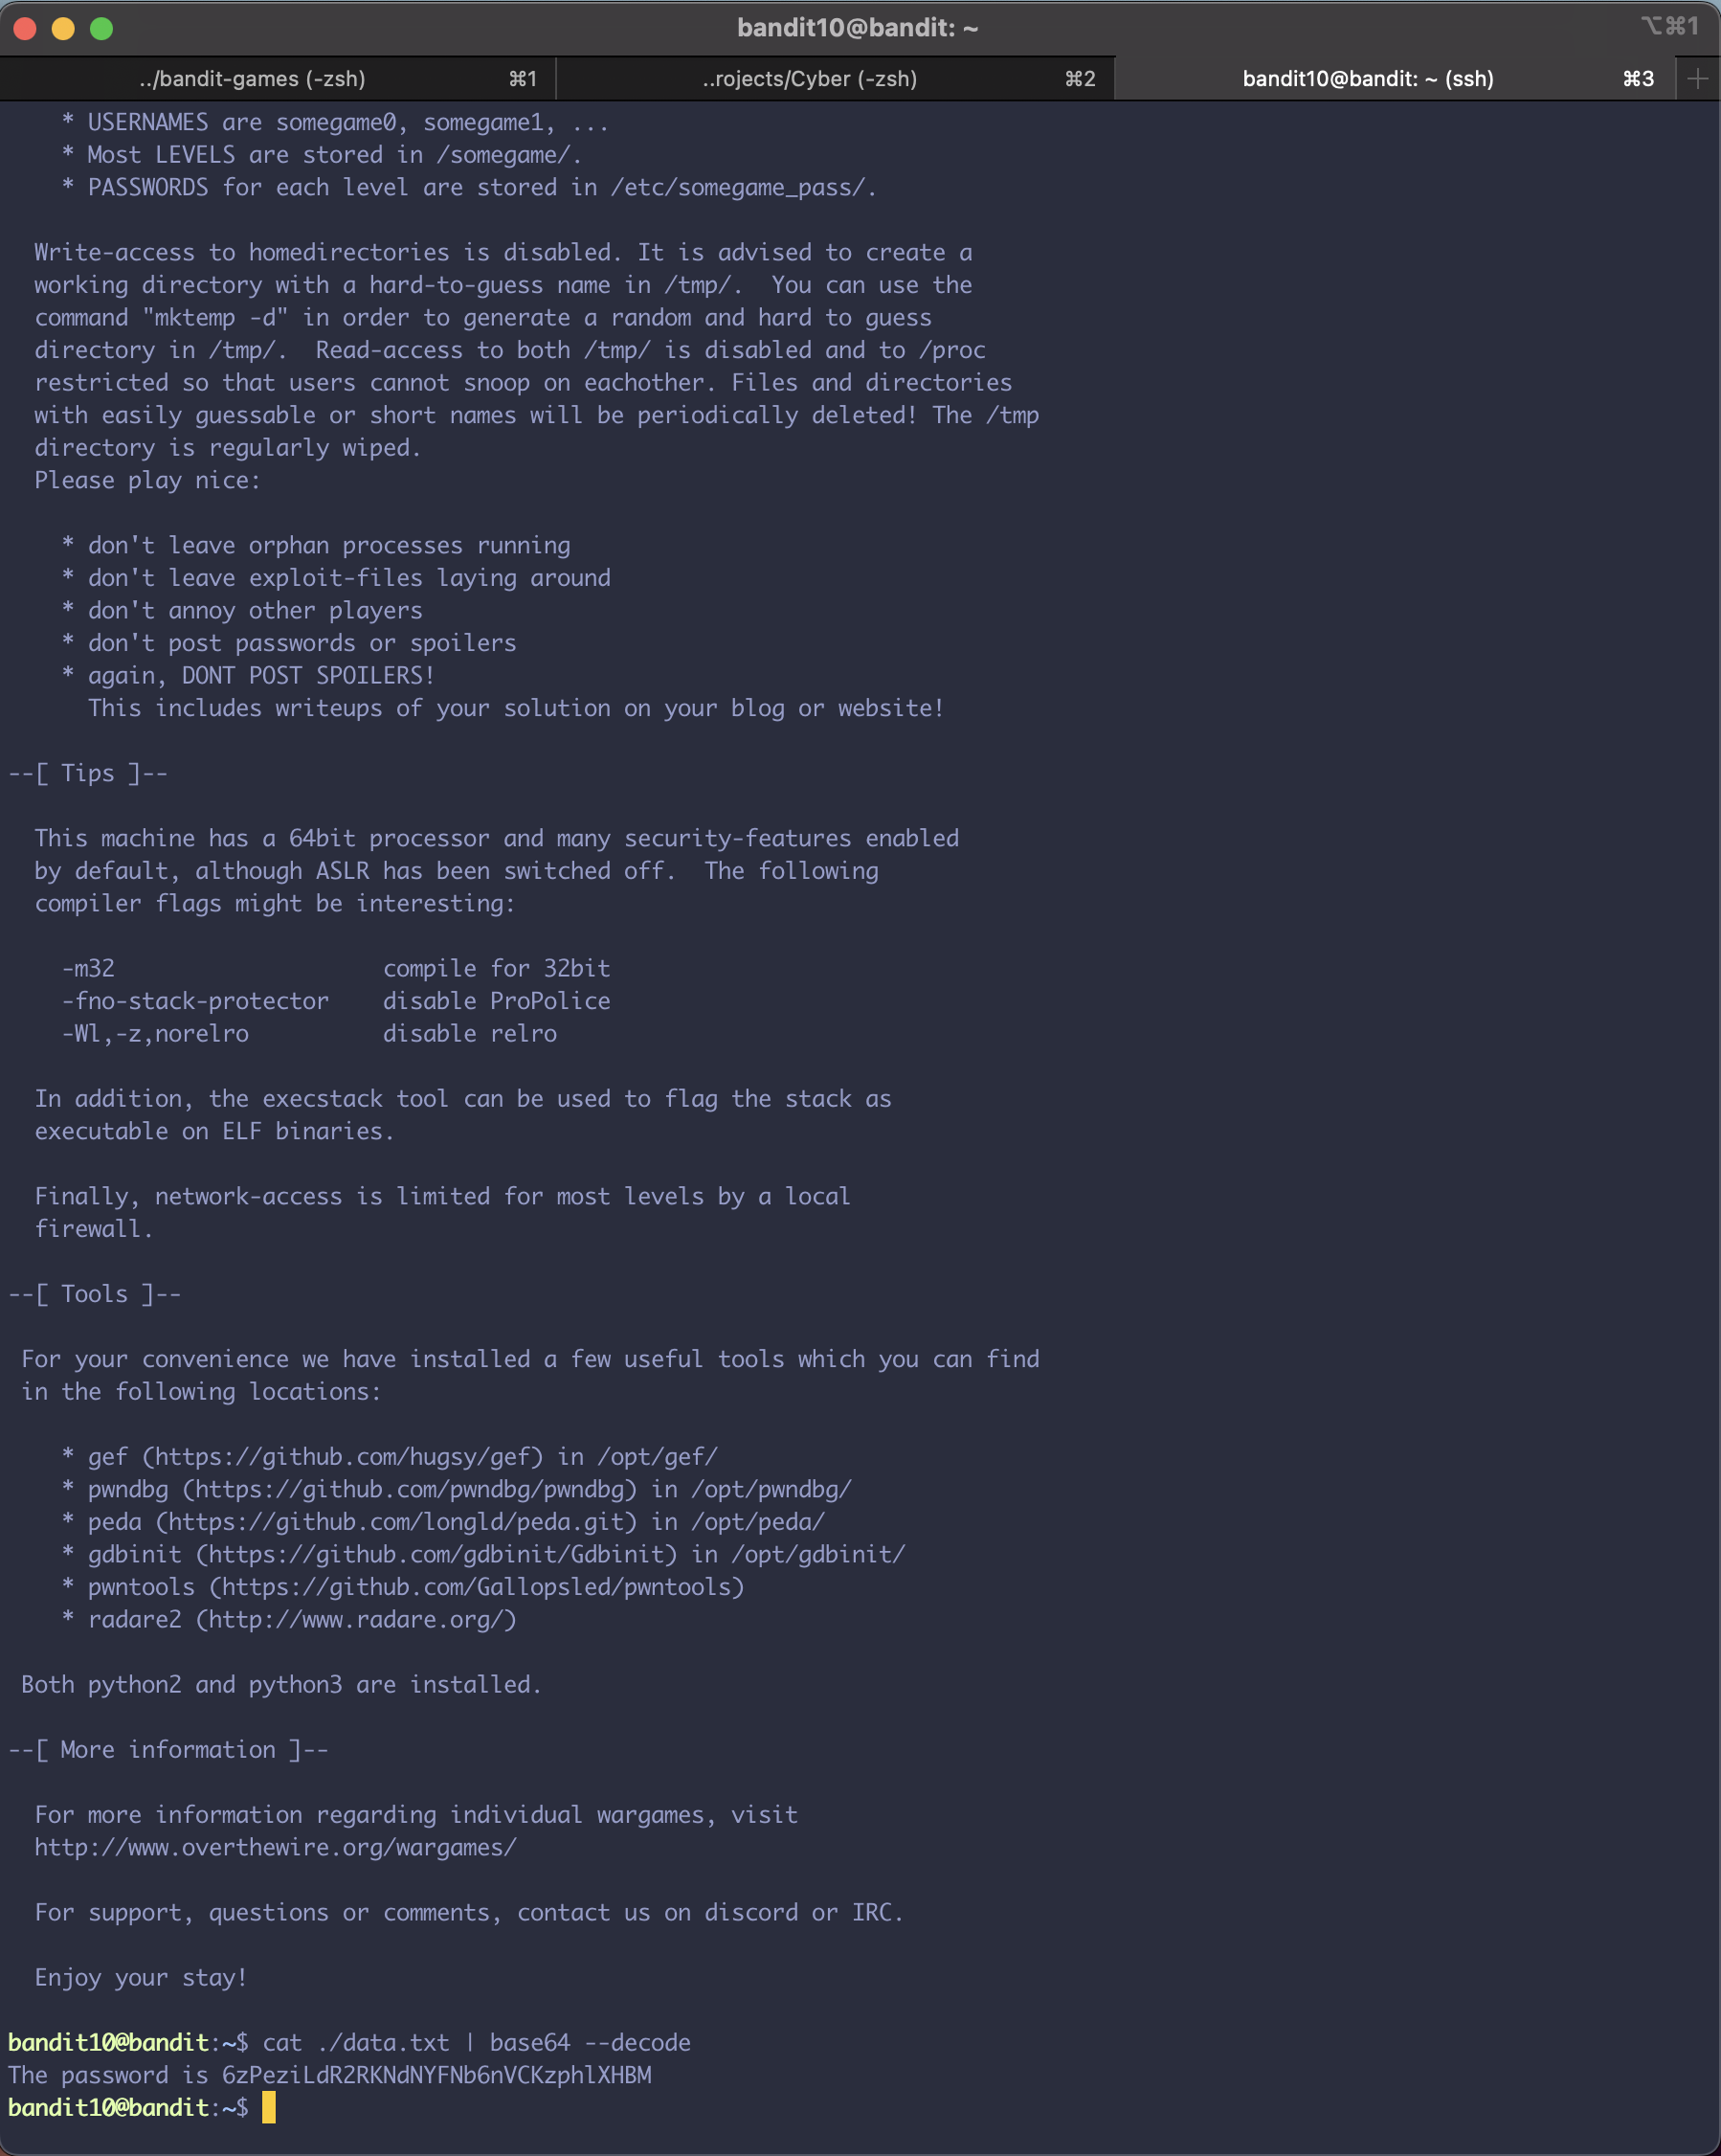 bandit10@bandit: ~
⌥⌘1
../bandit-games (-zsh) ⌘1
..rojects/Cyber (-zsh) ⌘2
bandit10@bandit: ~ (ssh) ⌘3
* USERNAMES are somegame0, somegame1, ...
* Most LEVELS are stored in /somegame/.
* PASSWORDS for each level are stored in /etc/somegame_pass/.
Write-access to homedirectories is disabled. It is advised to create a
working directory with a hard-to-guess name in /tmp/.  You can use the
command "mktemp -d" in order to generate a random and hard to guess
directory in /tmp/.  Read-access to both /tmp/ is disabled and to /proc
restricted so that users cannot snoop on eachother. Files and directories
with easily guessable or short names will be periodically deleted! The /tmp
directory is regularly wiped.
Please play nice:
* don't leave orphan processes running
* don't leave exploit-files laying around
* don't annoy other players
* don't post passwords or spoilers
* again, DONT POST SPOILERS!
This includes writeups of your solution on your blog or website!
--[ Tips ]--
This machine has a 64bit processor and many security-features enabled
by default, although ASLR has been switched off.  The following
compiler flags might be interesting:
-m32                    compile for 32bit
-fno-stack-protector    disable ProPolice
-Wl,-z,norelro          disable relro
In addition, the execstack tool can be used to flag the stack as
executable on ELF binaries.
Finally, network-access is limited for most levels by a local
firewall.
--[ Tools ]--
For your convenience we have installed a few useful tools which you can find
in the following locations:
* gef (https://github.com/hugsy/gef) in /opt/gef/
* pwndbg (https://github.com/pwndbg/pwndbg) in /opt/pwndbg/
* peda (https://github.com/longld/peda.git) in /opt/peda/
* gdbinit (https://github.com/gdbinit/Gdbinit) in /opt/gdbinit/
* pwntools (https://github.com/Gallopsled/pwntools)
* radare2 (http://www.radare.org/)
Both python2 and python3 are installed.
--[ More information ]--
For more information regarding individual wargames, visit
http://www.overthewire.org/wargames/
For support, questions or comments, contact us on discord or IRC.
Enjoy your stay!
bandit10@bandit:~$ cat ./data.txt | base64 --decode
The password is 6zPeziLdR2RKNdNYFNb6nVCKzphlXHBM
bandit10@bandit:~$